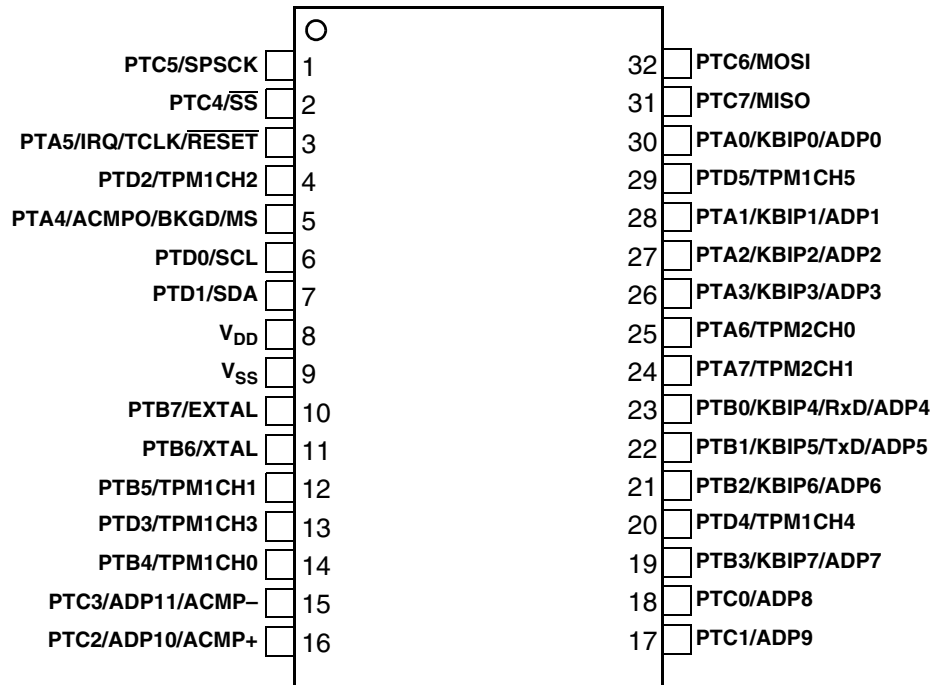 PTC5/SPSCK 1
PTC4/SS 2
PTA5/IRQ/TCLK/RESET 3
PTD2/TPM1CH2 4
PTA4/ACMPO/BKGD/MS 5
PTD0/SCL 6
PTD1/SDA 7
VDD 8
VSS 9
PTB7/EXTAL 10
PTB6/XTAL 11
PTB5/TPM1CH1 12
PTD3/TPM1CH3 13
PTB4/TPM1CH0 14
PTC3/ADP11/ACMP– 15
PTC2/ADP10/ACMP+ 16
32 PTC6/MOSI
31 PTC7/MISO
30 PTA0/KBIP0/ADP0
29 PTD5/TPM1CH5
28 PTA1/KBIP1/ADP1
27 PTA2/KBIP2/ADP2
26 PTA3/KBIP3/ADP3
25 PTA6/TPM2CH0
24 PTA7/TPM2CH1
23 PTB0/KBIP4/RxD/ADP4
22 PTB1/KBIP5/TxD/ADP5
21 PTB2/KBIP6/ADP6
20 PTD4/TPM1CH4
19 PTB3/KBIP7/ADP7
18 PTC0/ADP8
17 PTC1/ADP9